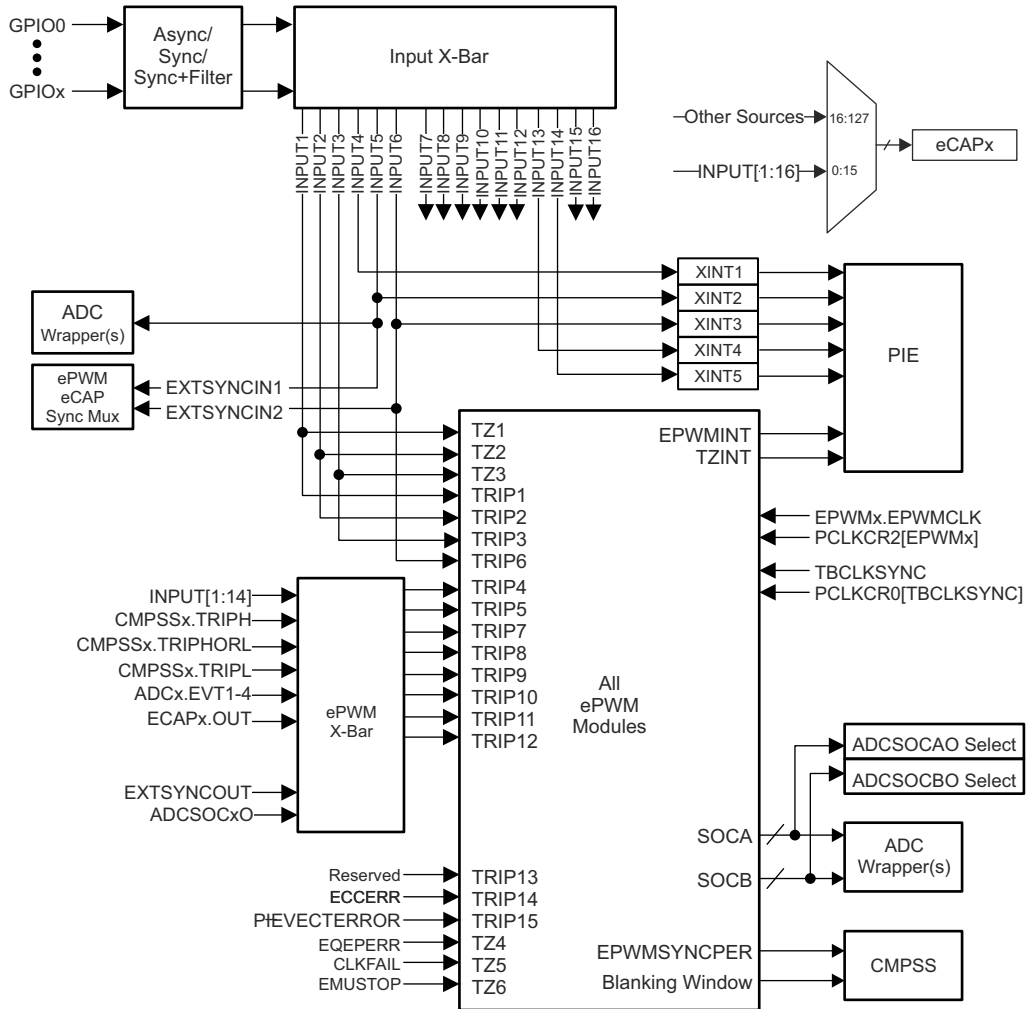 GPIO0
GPIOx
Async/
Sync/
Sync+Filter
Input X-Bar
INPUT1
INPUT2
INPUT3
INPUT4
INPUT5
INPUT6
INPUT7
INPUT8
INPUT9
INPUT10
INPUT11
INPUT12
INPUT13
INPUT14
INPUT15
INPUT16
Other Sources
16:127
INPUT[1:16]
0:15
eCAPx
XINT1
XINT2
XINT3
XINT4
XINT5
PIE
ADC
Wrapper(s)
ePWM
eCAP
Sync Mux
EXTSYNCIN1
EXTSYNCIN2
TZ1
TZ2
TZ3
TRIP1
TRIP2
TRIP3
TRIP6
TRIP4
TRIP5
TRIP7
TRIP8
TRIP9
TRIP10
TRIP11
TRIP12
EPWMINT
TZINT
EPWMx.EPWMCLK
PCLKCR2[EPWMx]
TBCLKSYNC
PCLKCR0[TBCLKSYNC]
INPUT[1:14]
CMPSSx.TRIPH
CMPSSx.TRIPHORL
CMPSSx.TRIPL
ADCx.EVT1-4
ECAPx.OUT
EXTSYNCOUT
ADCSOCxO
ePWM
X-Bar
All
ePWM
Modules
ADCSOCAO Select
ADCSOCBO Select
SOCA
SOCB
ADC
Wrapper(s)
Reserved
ECCERR
PIEVECTERROR
EQEPERR
CLKFAIL
EMUSTOP
TRIP13
TRIP14
TRIP15
TZ4
TZ5
TZ6
EPWMSYNCPER
Blanking Window
CMPSS